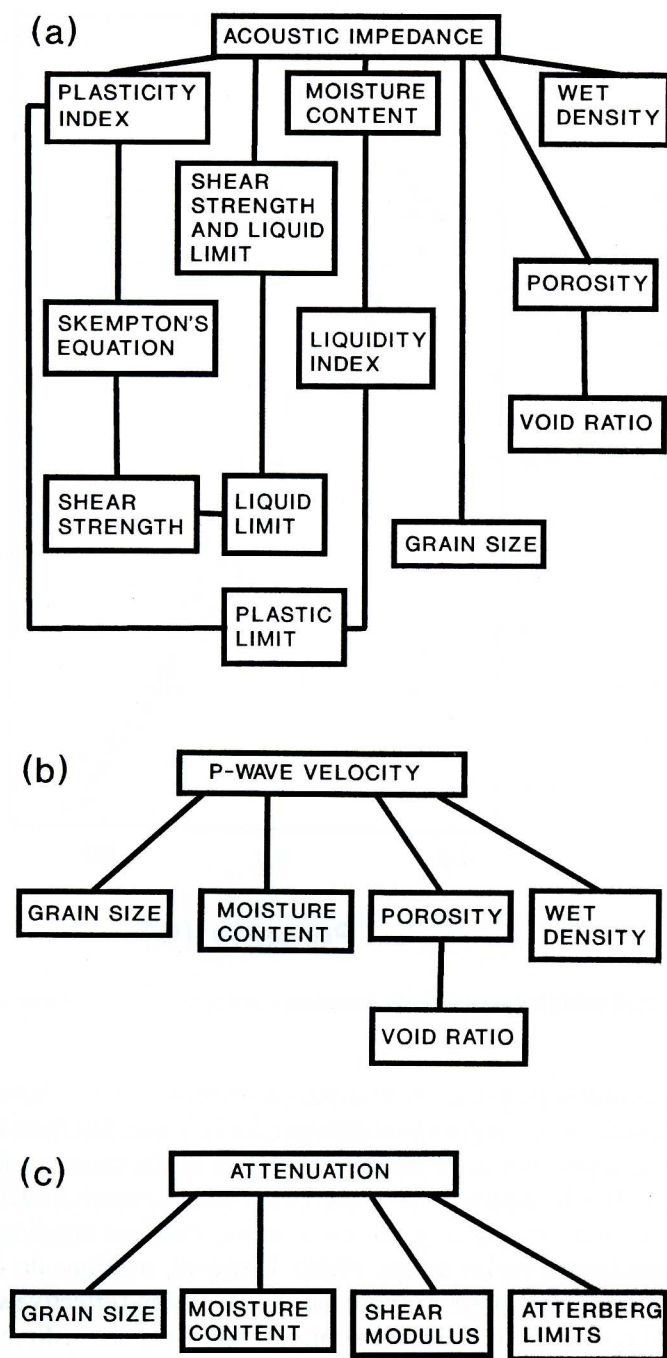 (a)
ACOUSTIC IMPEDANCE
PLASTICITY
INDEX
MOISTURE
CONTENT
WET
DENSITY
SHEAR
STRENGTH
AND LIQUID
LIMIT
POROSITY
SKEMPTON'S
EQUATION
LIQUIDITY
INDEX
VOID RATIO
SHEAR
STRENGTH
LIQUID
LIMIT
GRAIN SIZE
PLASTIC
LIMIT
(b)
P-WAVE VELOCITY
GRAIN SIZE
MOISTURE
CONTENT
POROSITY
WET
DENSITY
VOID RATIO
(c)
ATTENUATION
GRAIN SIZE
MOISTURE
CONTENT
SHEAR
MODULUS
ATTERBERG
LIMITS